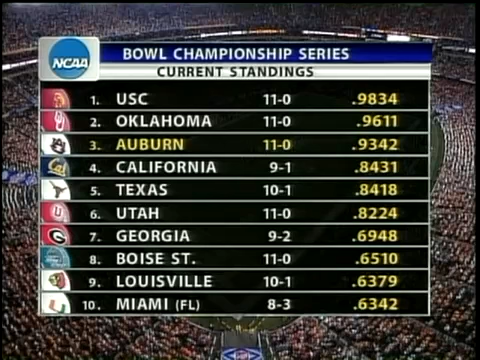 NCAA
BOWL CHAMPIONSHIP SERIES
CURRENT STANDINGS
1. USC 11-0 .9834
2. OKLAHOMA 11-0 .9611
3. AUBURN 11-0 .9342
4. CALIFORNIA 9-1 .8431
5. TEXAS 10-1 .8418
6. UTAH 11-0 .8224
7. GEORGIA 9-2 .6948
8. BOISE ST. 11-0 .6510
9. LOUISVILLE 10-1 .6379
10. MIAMI (FL) 8-3 .6342